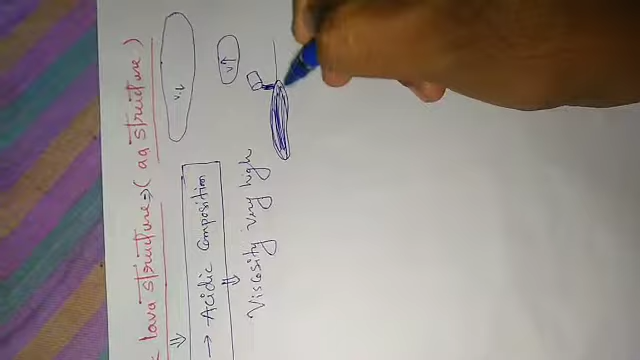 lava structure ⇒ ( aa structure )
V↓
V↑
→ Acidic Composition
Viscosity very high